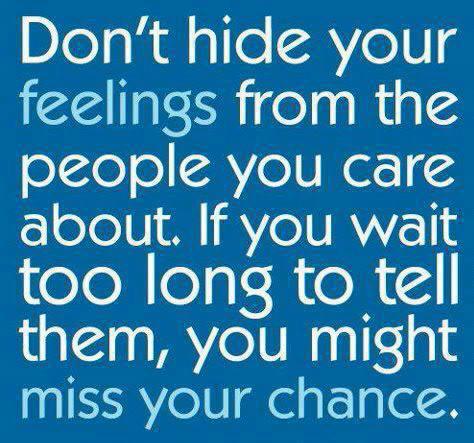 Don't hide your
feelings from the
people you care
about. If you wait
too long to tell
them, you might
miss your chance.